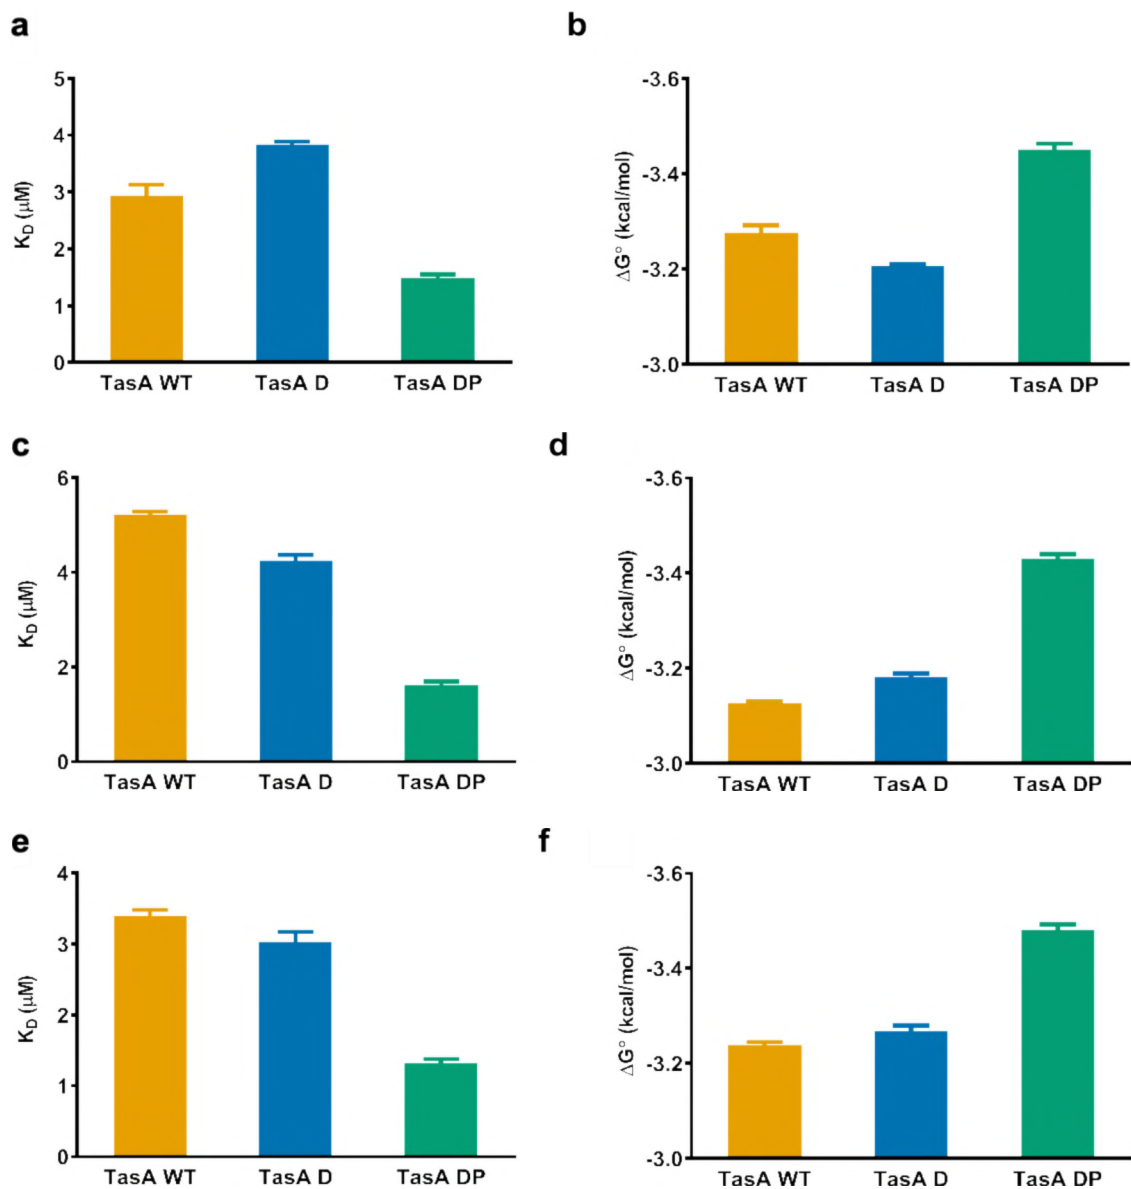 a
5
4
3
2
1
0
K_D (μM)
TasA WT TasA D TasA DP
b
-3.6
-3.4
-3.2
-3.0
ΔG° (kcal/mol)
TasA WT TasA D TasA DP
c
6
4
2
0
K_D (μM)
TasA WT TasA D TasA DP
d
-3.6
-3.4
-3.2
-3.0
ΔG° (kcal/mol)
TasA WT TasA D TasA DP
e
4
3
2
1
0
K_D (μM)
TasA WT TasA D TasA DP
f
-3.6
-3.4
-3.2
-3.0
ΔG° (kcal/mol)
TasA WT TasA D TasA DP